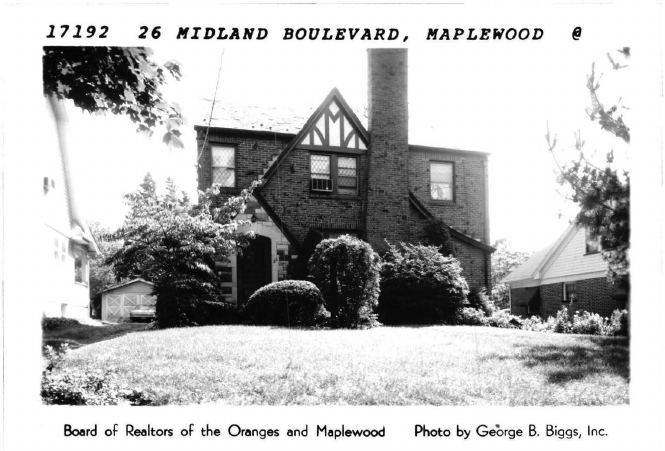 17192 26 MIDLAND BOULEVARD, MAPLEWOOD @
Board of Realtors of the Oranges and Maplewood Photo by George B. Biggs, Inc.